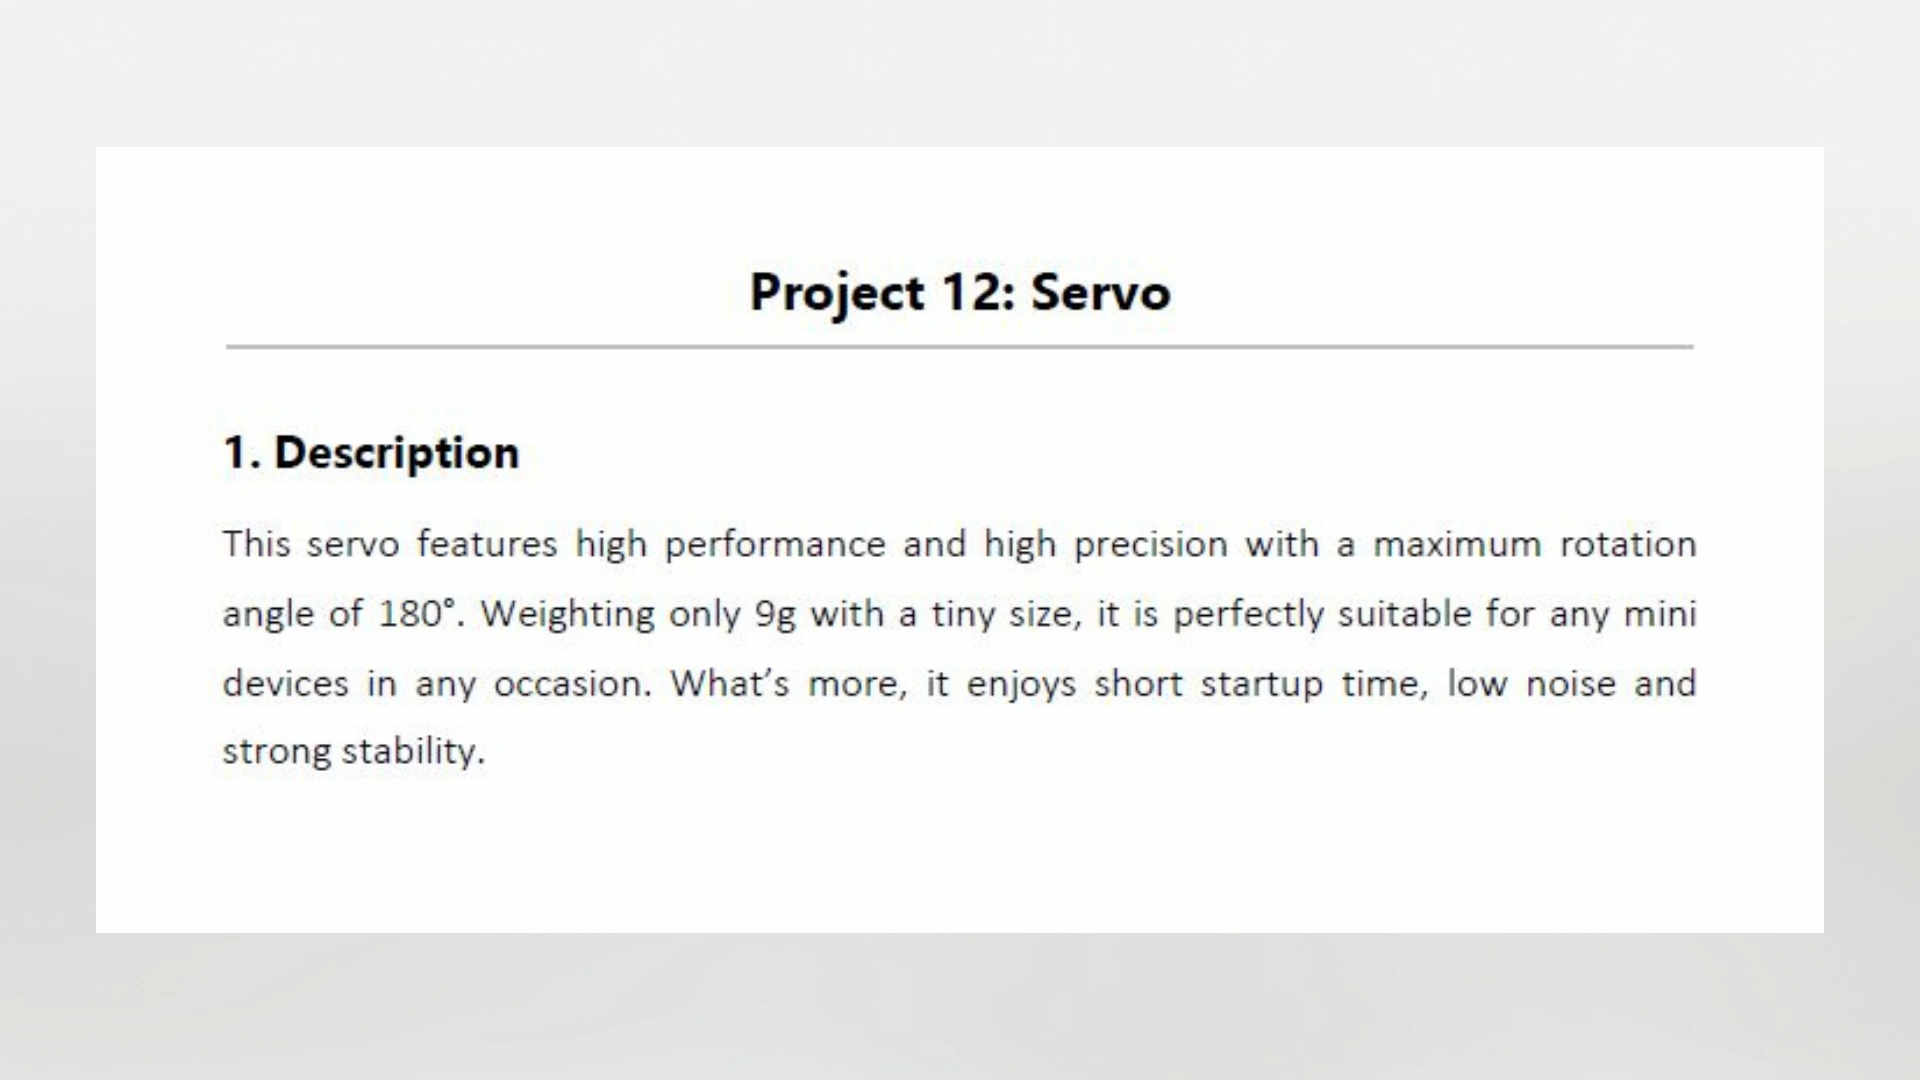 Project 12: Servo
1. Description
This servo features high performance and high precision with a maximum rotation
angle of 180°. Weighting only 9g with a tiny size, it is perfectly suitable for any mini
devices in any occasion. What’s more, it enjoys short startup time, low noise and
strong stability.